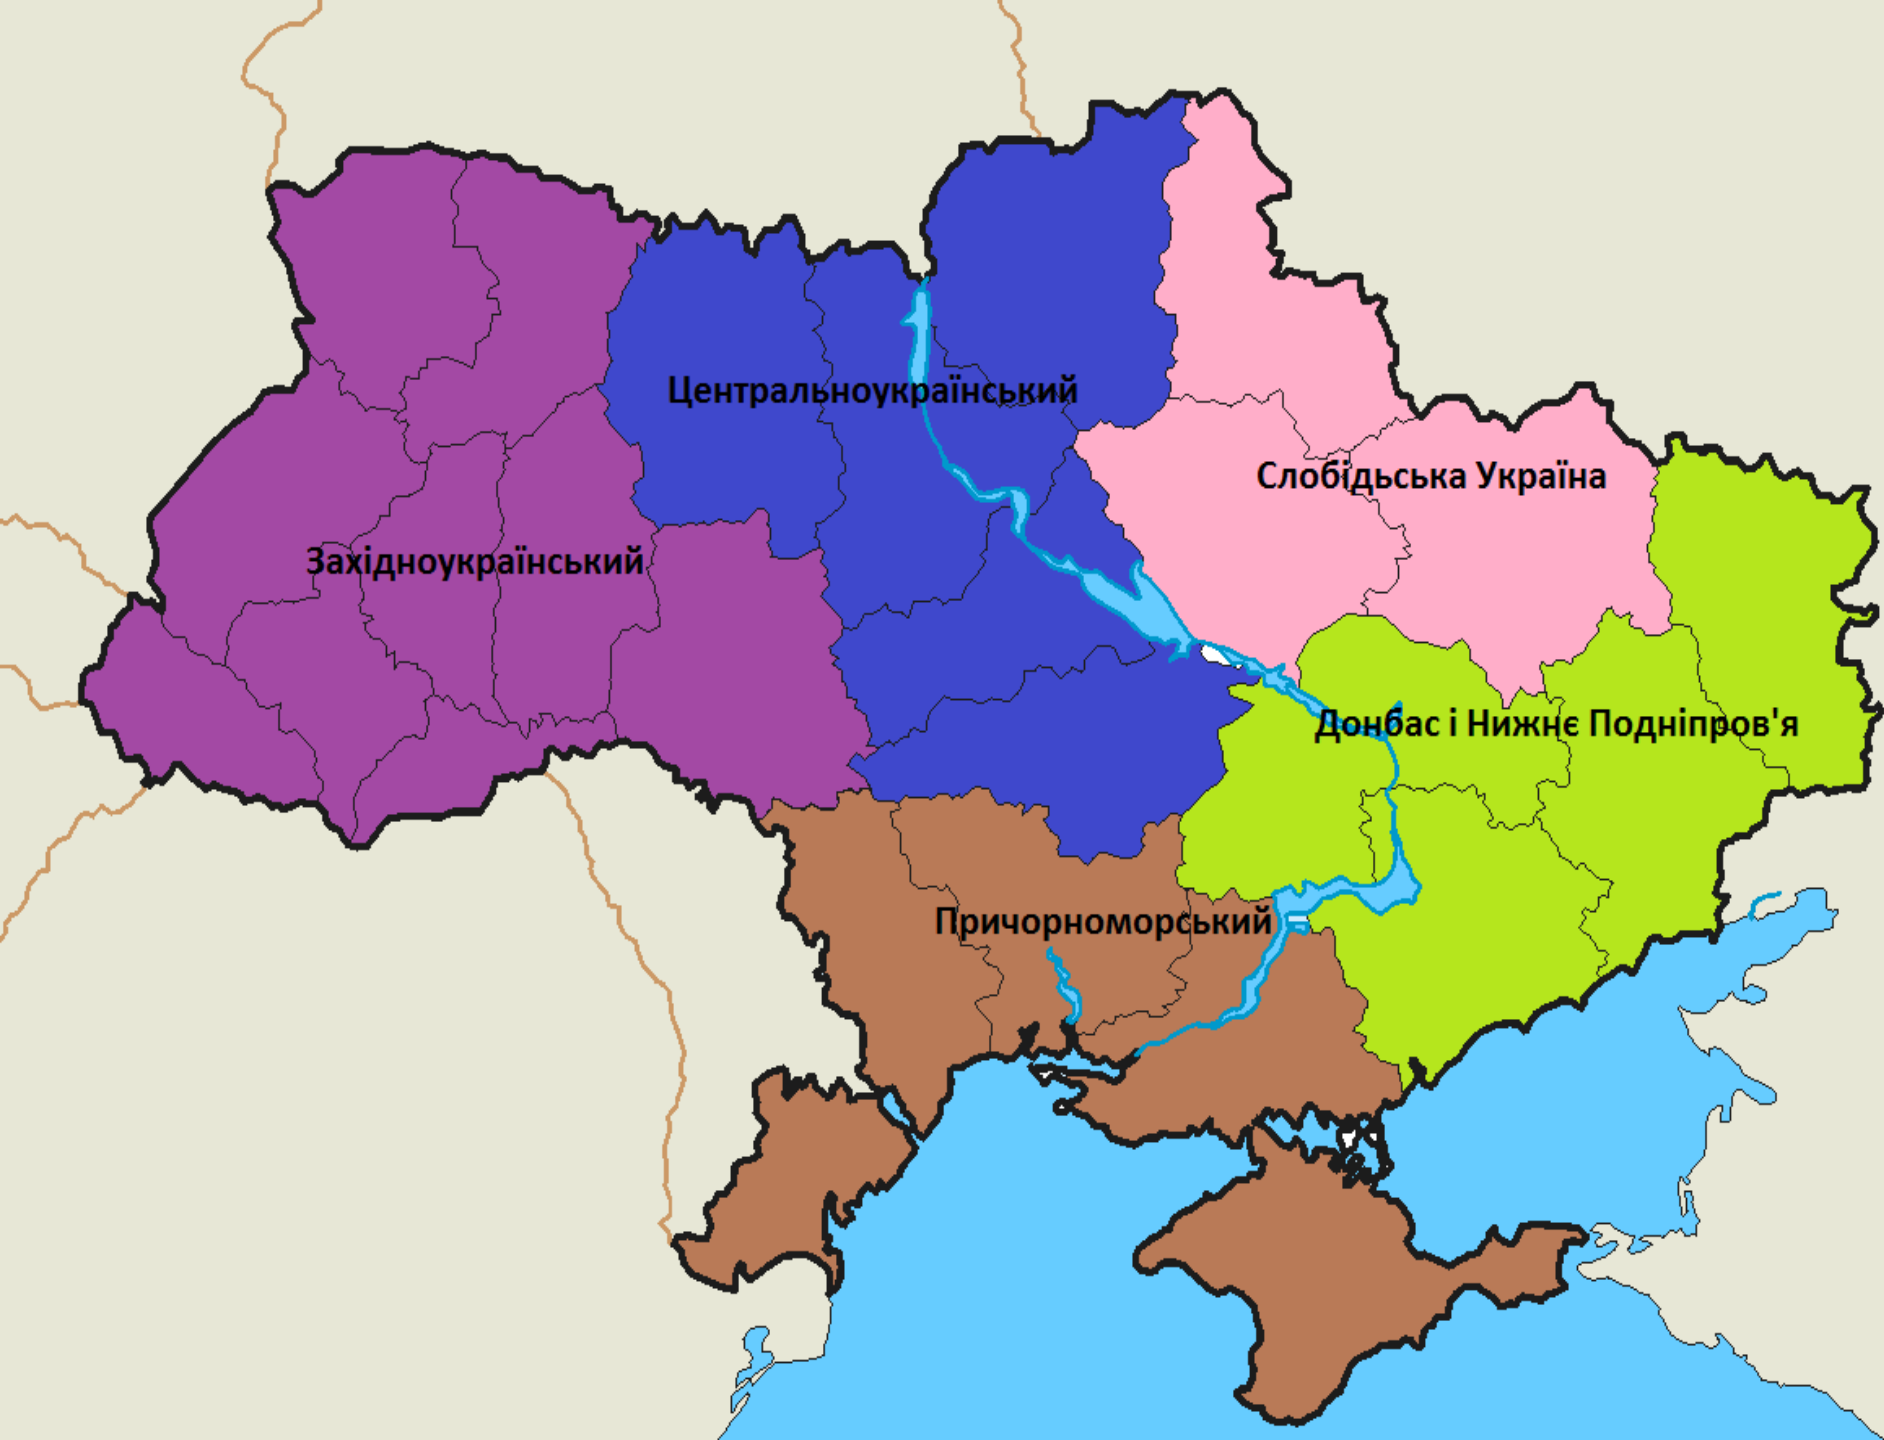 Центральноукраїнський
Слобідська Україна
Західноукраїнський
Донбас і Нижнє Подніпров'я
Причорноморський